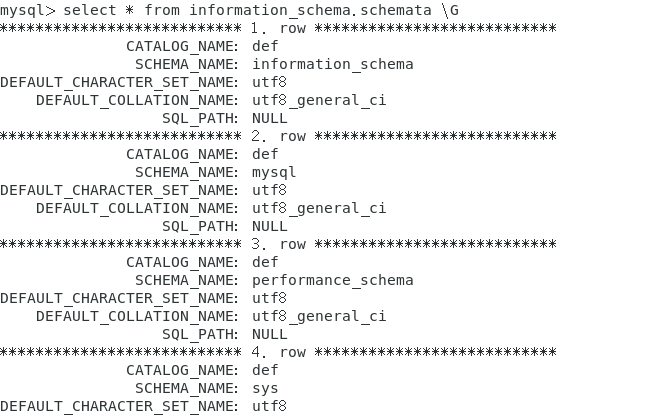 mysql> select * from information_schema.schemata \G
*************************** 1. row ***************************
CATALOG_NAME: def
SCHEMA_NAME: information_schema
DEFAULT_CHARACTER_SET_NAME: utf8
DEFAULT_COLLATION_NAME: utf8_general_ci
SQL_PATH: NULL
*************************** 2. row ***************************
CATALOG_NAME: def
SCHEMA_NAME: mysql
DEFAULT_CHARACTER_SET_NAME: utf8
DEFAULT_COLLATION_NAME: utf8_general_ci
SQL_PATH: NULL
*************************** 3. row ***************************
CATALOG_NAME: def
SCHEMA_NAME: performance_schema
DEFAULT_CHARACTER_SET_NAME: utf8
DEFAULT_COLLATION_NAME: utf8_general_ci
SQL_PATH: NULL
*************************** 4. row ***************************
CATALOG_NAME: def
SCHEMA_NAME: sys
DEFAULT_CHARACTER_SET_NAME: utf8